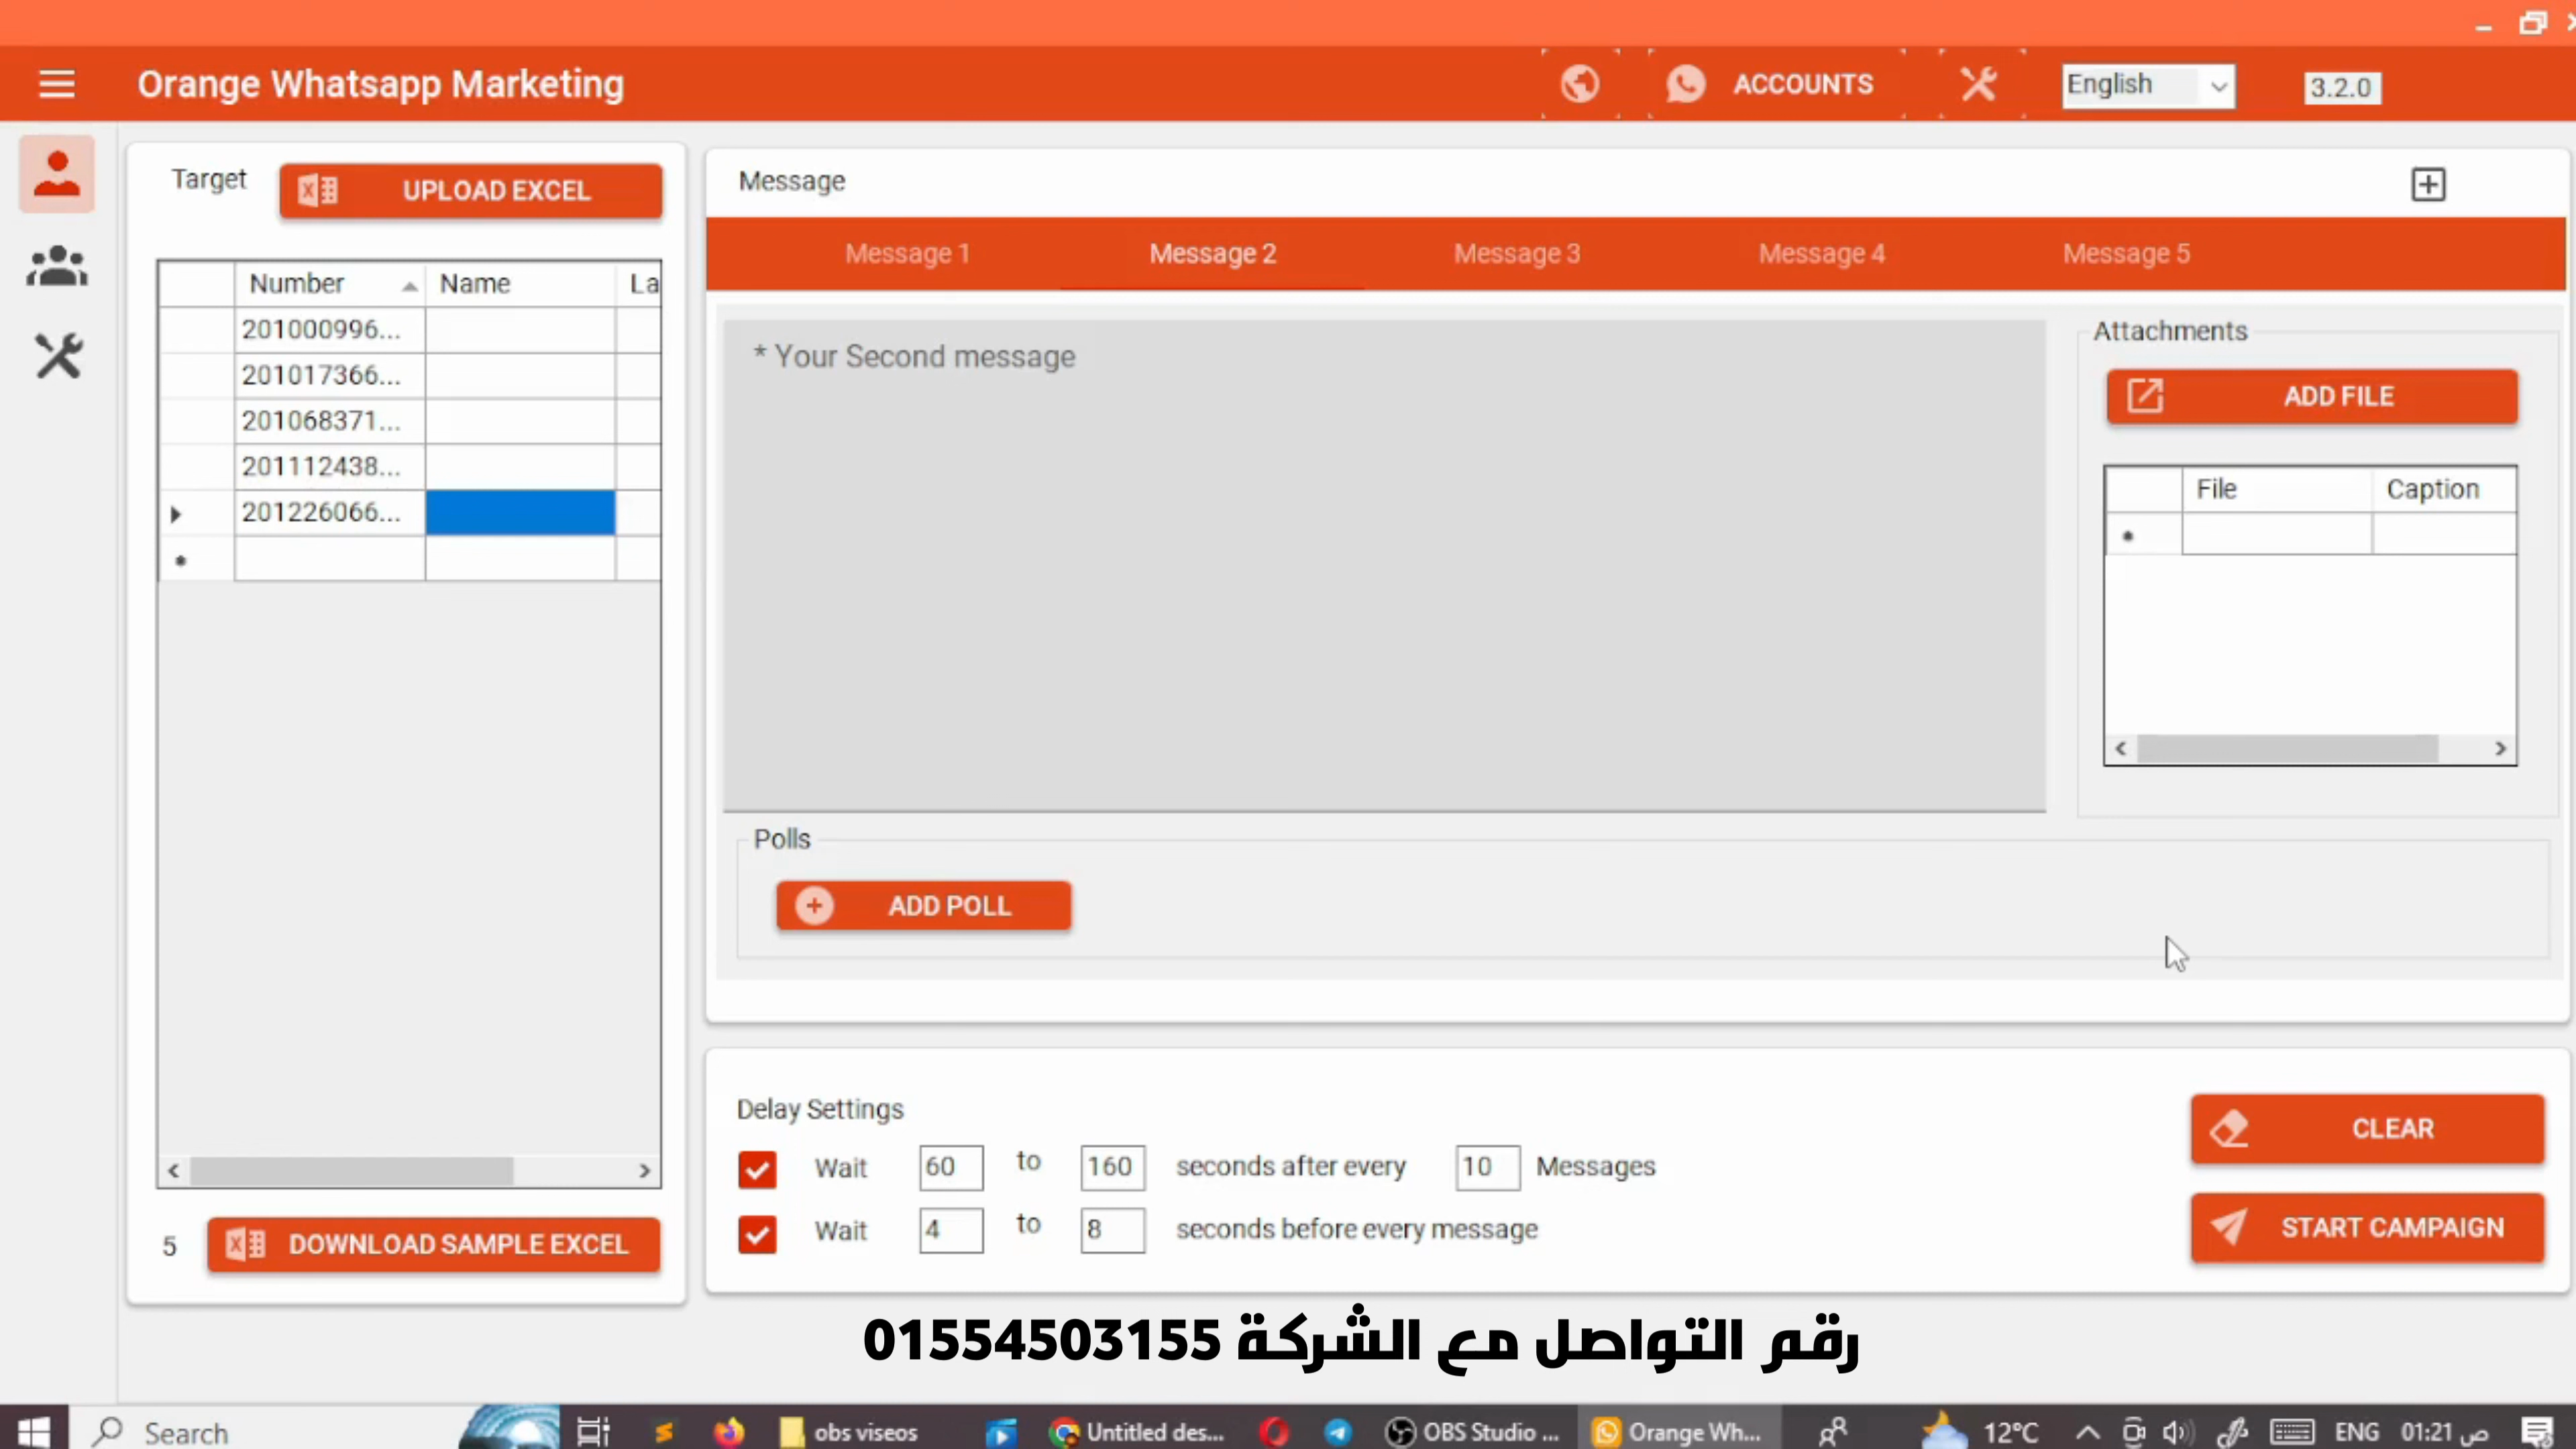 Orange Whatsapp Marketing
ACCOUNTS
English
3.2.0
Target
UPLOAD EXCEL
Number Name La
201000996...
201017366...
201068371...
201112438...
201226066...
5
DOWNLOAD SAMPLE EXCEL
Message
Message 1
Message 2
Message 3
Message 4
Message 5
* Your Second message
Attachments
ADD FILE
File Caption
Polls
ADD POLL
Delay Settings
Wait 60 to 160 seconds after every 10 Messages
Wait 4 to 8 seconds before every message
CLEAR
START CAMPAIGN
رقم التواصل مع الشركة 01554503155
Search
obs viseos
Untitled des...
OBS Studio ...
Orange Wh...
12°C
ENG
01:21 ص